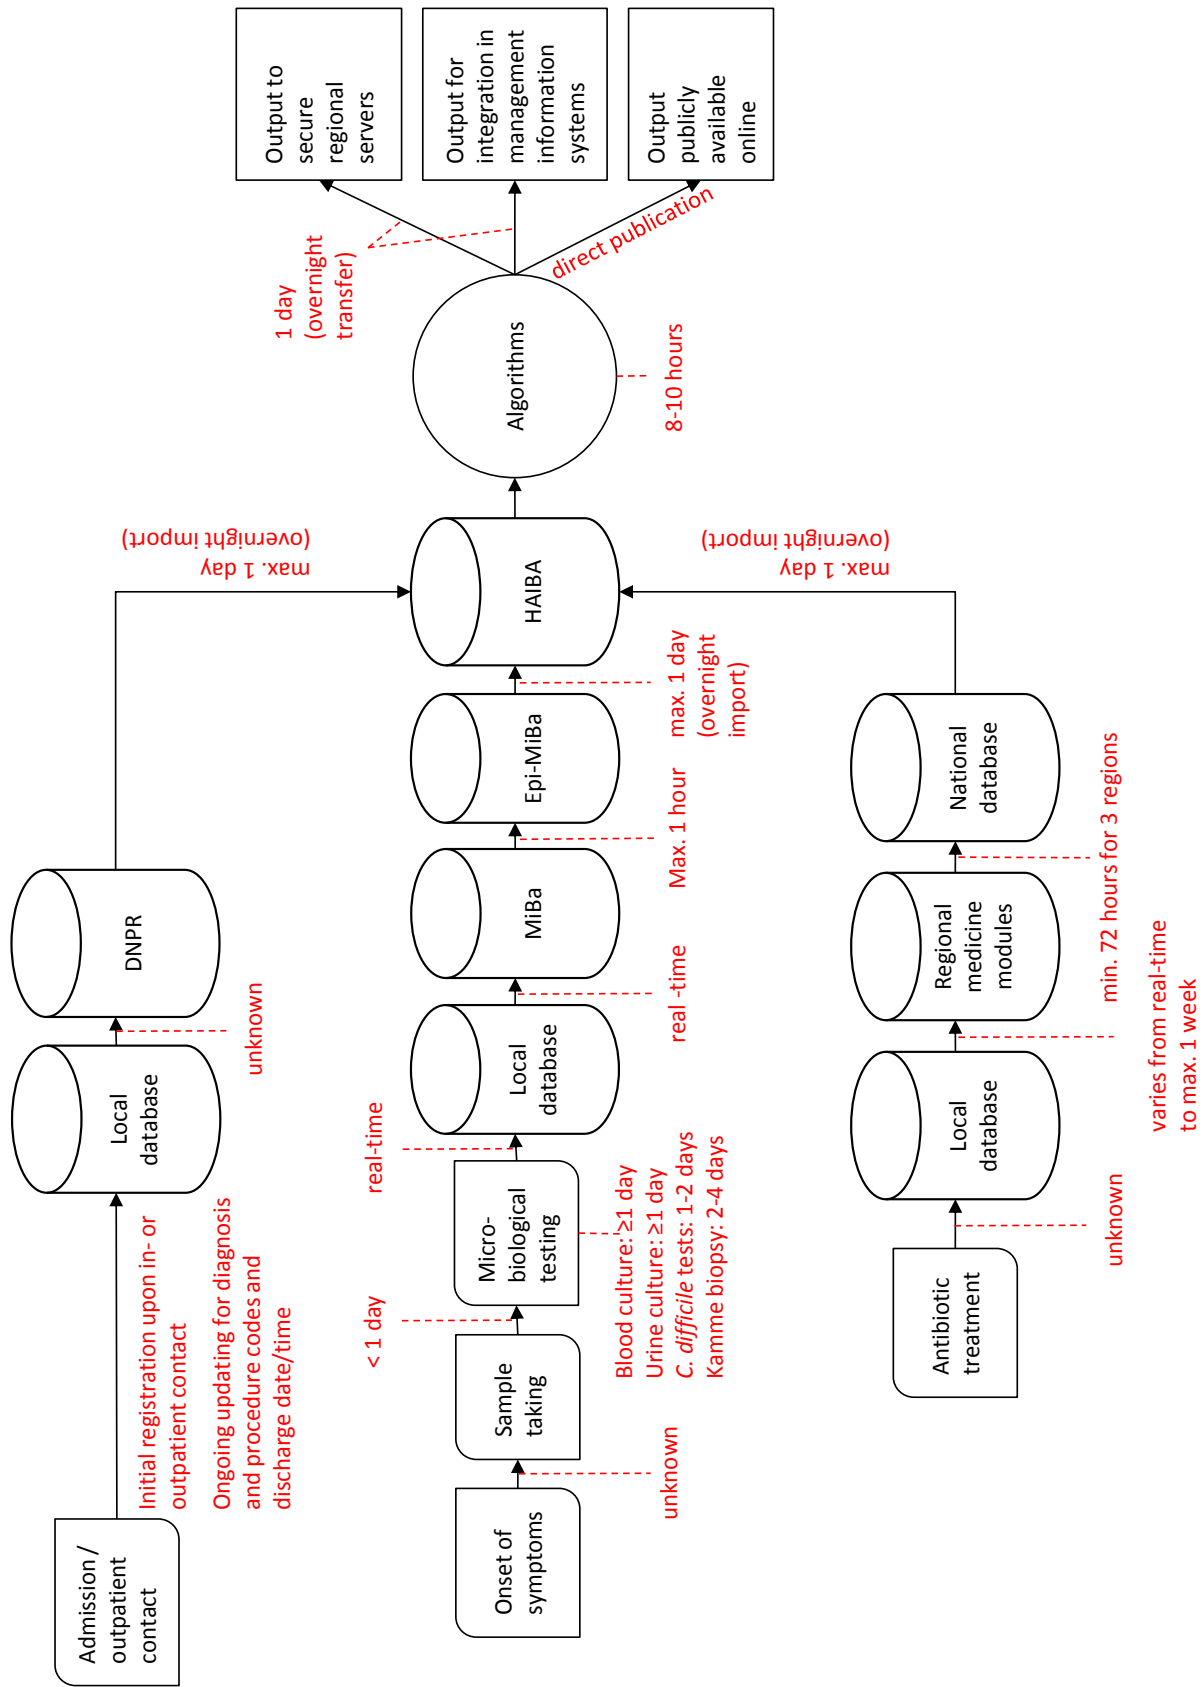 Admission /
outpatient
contact
Initial registration upon in- or
outpatient contact
Ongoing updating for diagnosis
and procedure codes and
discharge date/time
Local
database
unknown
DNPR
max. 1 day
(overnight import)
Onset of
symptoms
unknown
Sample
taking
< 1 day
Micro-
biological
testing
Blood culture: ≥1 day
Urine culture: ≥1 day
C. difficile tests: 1-2 days
Kamme biopsy: 2-4 days
real-time
Local
database
real -time
MiBa
Max. 1 hour
Epi-MiBa
max. 1 day
(overnight
import)
HAIBA
Algorithms
8-10 hours
1 day
(overnight
transfer)
direct publication
Output to
secure
regional
servers
Output for
integration in
management
information
systems
Output
publicly
available
online
Antibiotic
treatment
unknown
Local
database
varies from real-time
to max. 1 week
Regional
medicine
modules
min. 72 hours for 3 regions
National
database
max. 1 day
(overnight import)